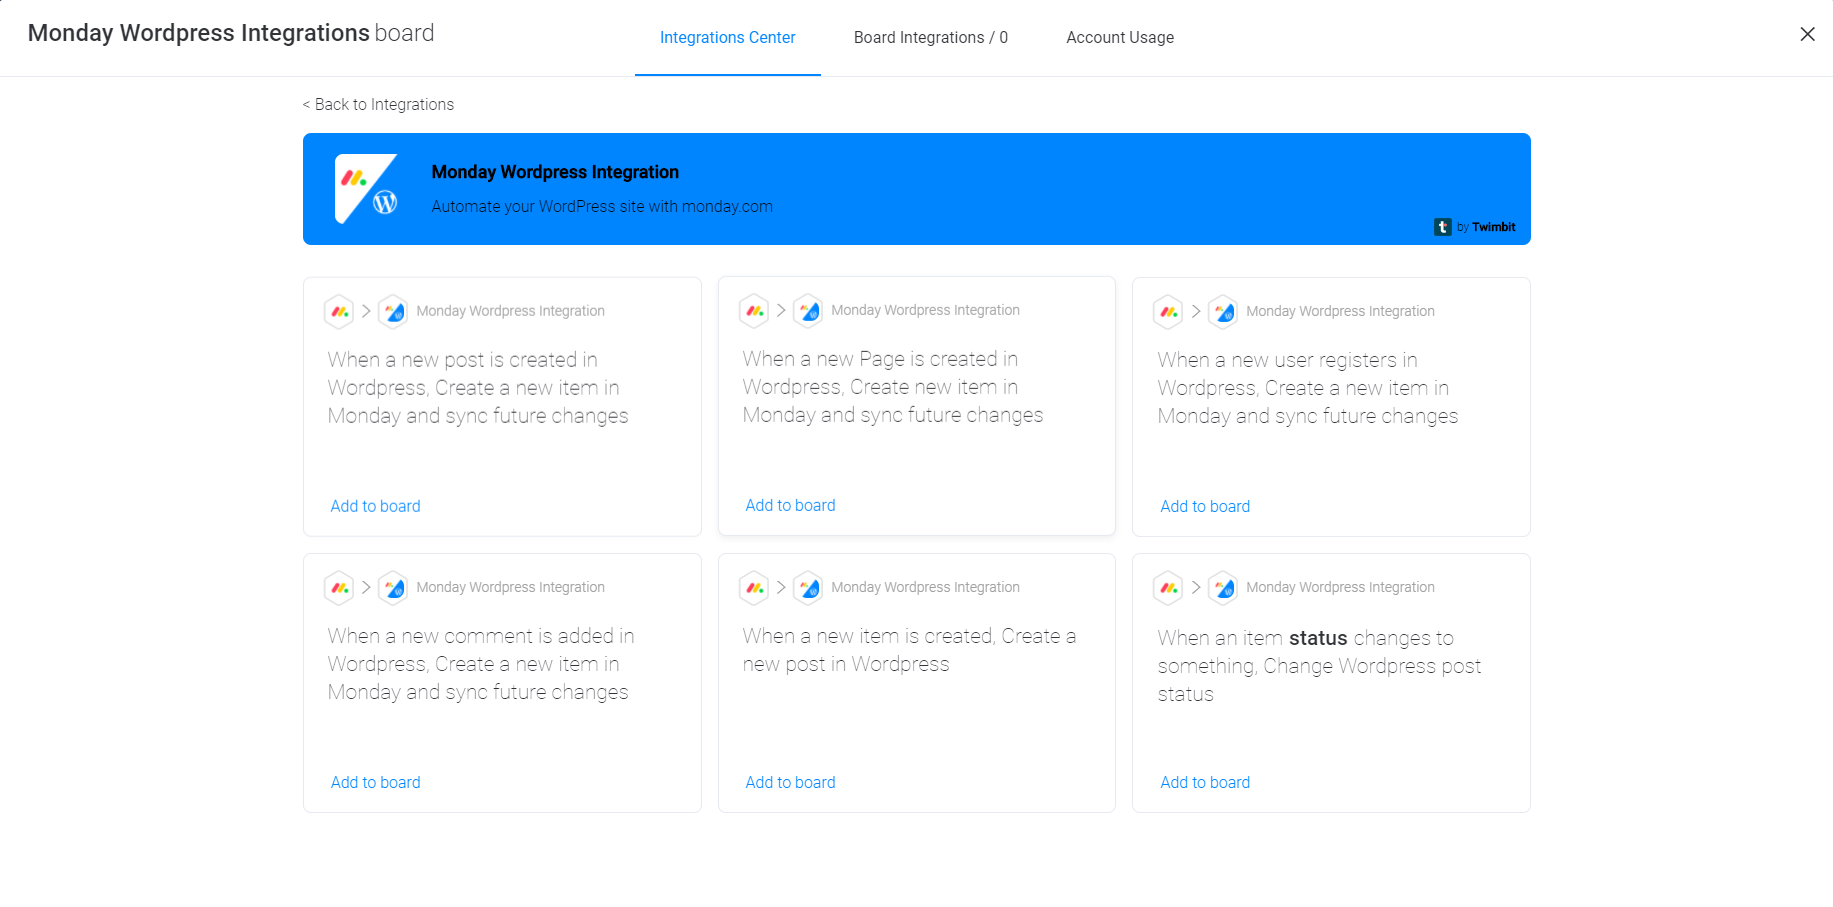 Monday Wordpress Integrations board
Integrations Center
Board Integrations / 0
Account Usage
< Back to Integrations
Monday Wordpress Integration
Automate your WordPress site with monday.com
t by Twimbit
Monday Wordpress Integration
When a new post is created in
Wordpress, Create a new item in
Monday and sync future changes
Add to board
Monday Wordpress Integration
When a new Page is created in
Wordpress, Create new item in
Monday and sync future changes
Add to board
Monday Wordpress Integration
When a new user registers in
Wordpress, Create a new item in
Monday and sync future changes
Add to board
Monday Wordpress Integration
When a new comment is added in
Wordpress, Create a new item in
Monday and sync future changes
Add to board
Monday Wordpress Integration
When a new item is created, Create a
new post in Wordpress
Add to board
Monday Wordpress Integration
When an item status changes to
something, Change Wordpress post
status
Add to board